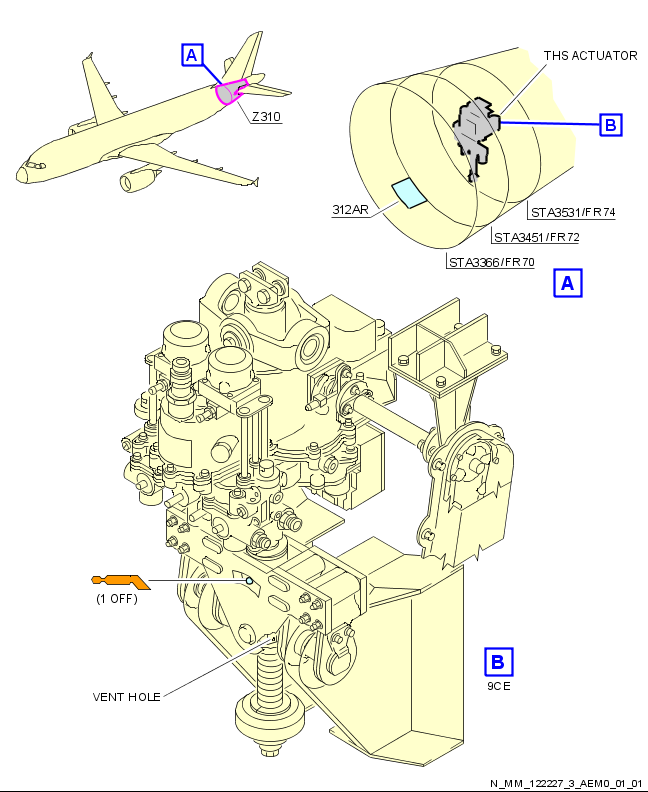 A
Z310
THS ACTUATOR
B
312AR
STA3531/FR74
STA3451/FR72
STA3366/FR70
A
(1 OFF)
VENT HOLE
B
9CE
N_MM_122227_3_AEM0_01_01